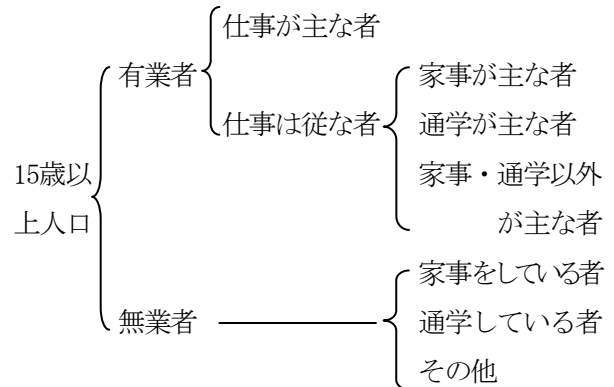 仕事が主な者
有業者
家事が主な者
仕事は従な者
通学が主な者
15歳以
上人口
家事・通学以外
が主な者
家事をしている者
無業者
通学している者
その他